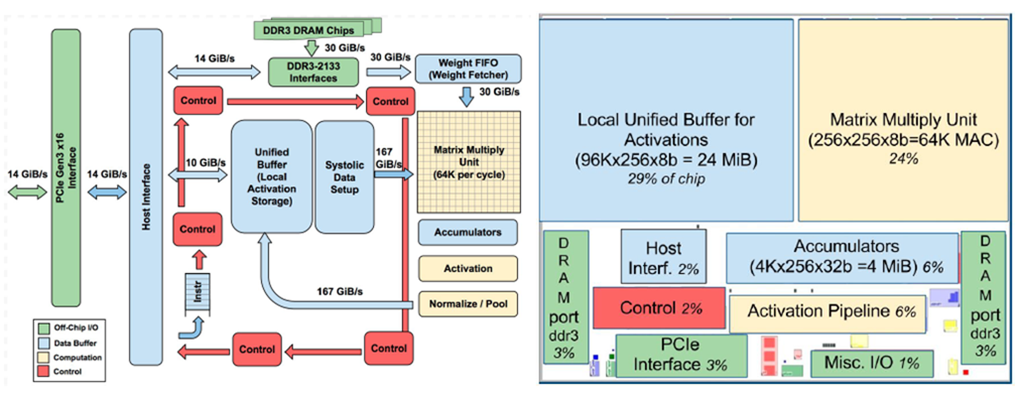 DDR3 DRAM Chips
30 GiB/s
14 GiB/s
DDR3-2133
Interfaces
30 GiB/s
Weight FIFO
(Weight Fetcher)
30 GiB/s
Control
Control
PCIe Gen3 x16
Interface
14 GiB/s
14 GiB/s
Host Interface
10 GiB/s
Unified
Buffer
(Local
Activation
Storage)
Systolic
Data
Setup
167
GiB/s
Matrix Multiply
Unit
(64K per cycle)
Accumulators
Activation
Normalize / Pool
167 GiB/s
Control
Instr
Control
Control
Off-Chip I/O
Data Buffer
Computation
Control
Local Unified Buffer for
Activations
(96Kx256x8b = 24 MiB)
29% of chip
Matrix Multiply Unit
(256x256x8b=64K MAC)
24%
D
R
A
M
port
ddr3
3%
Host
Interf. 2%
Accumulators
(4Kx256x32b =4 MiB) 6%
Control 2%
Activation Pipeline 6%
PCIe
Interface 3%
Misc. I/O 1%
D
R
A
M
port
ddr3
3%